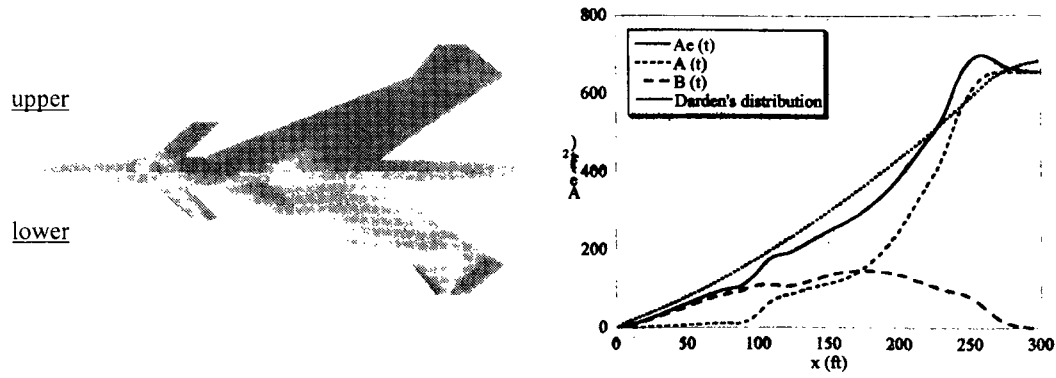 upper
lower
800
600
400
200
0
Ae (t)
A (t)
B (t)
Darden's distribution
0 50 100 150 200 250 300
x (ft)